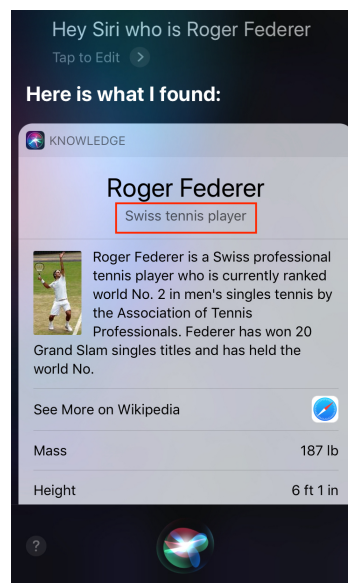 Hey Siri who is Roger Federer
Tap to Edit
Here is what I found:
KNOWLEDGE
Roger Federer
Swiss tennis player
Roger Federer is a Swiss professional
tennis player who is currently ranked
world No. 2 in men's singles tennis by
the Association of Tennis
Professionals. Federer has won 20
Grand Slam singles titles and has held the
world No.
See More on Wikipedia
Mass 187 lb
Height 6 ft 1 in
?